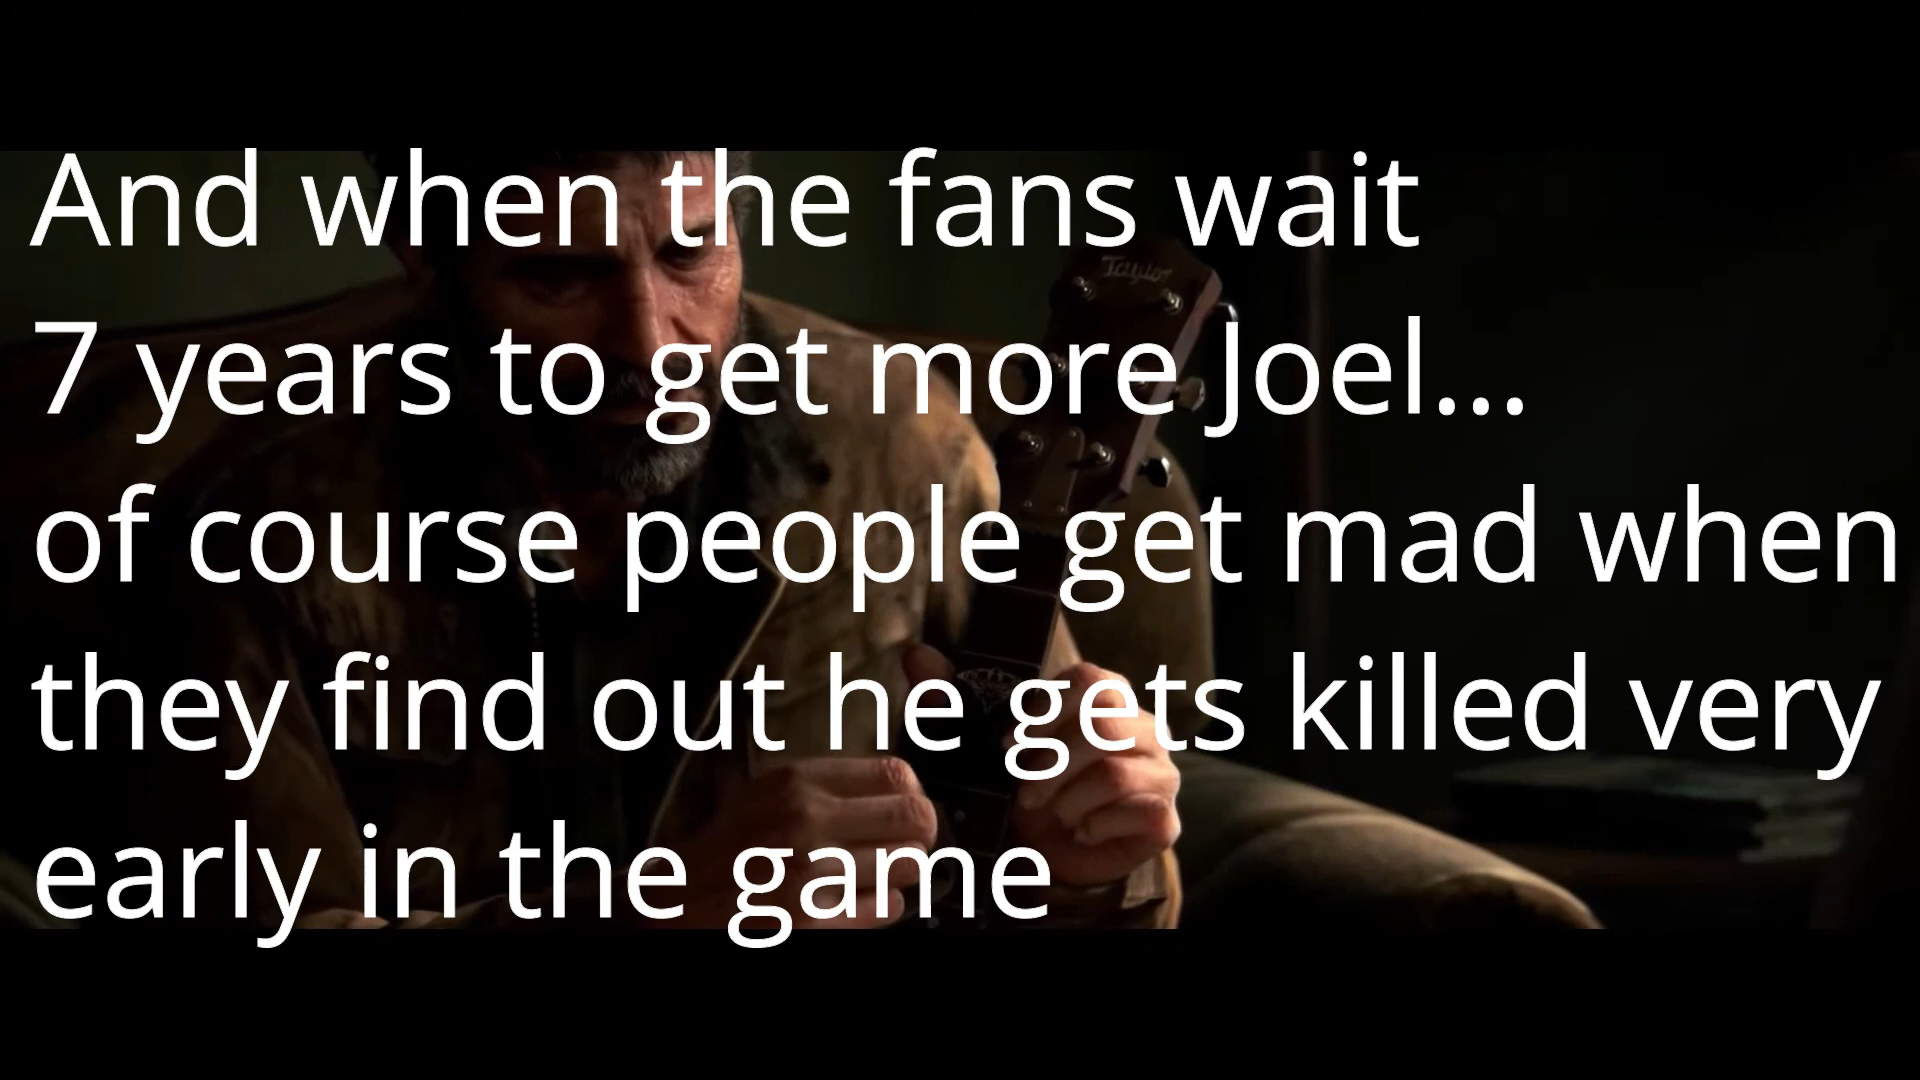 And when the fans wait
Taylor
7 years to get more Joel...
of course people get mad when
they find out he gets killed very
early in the game